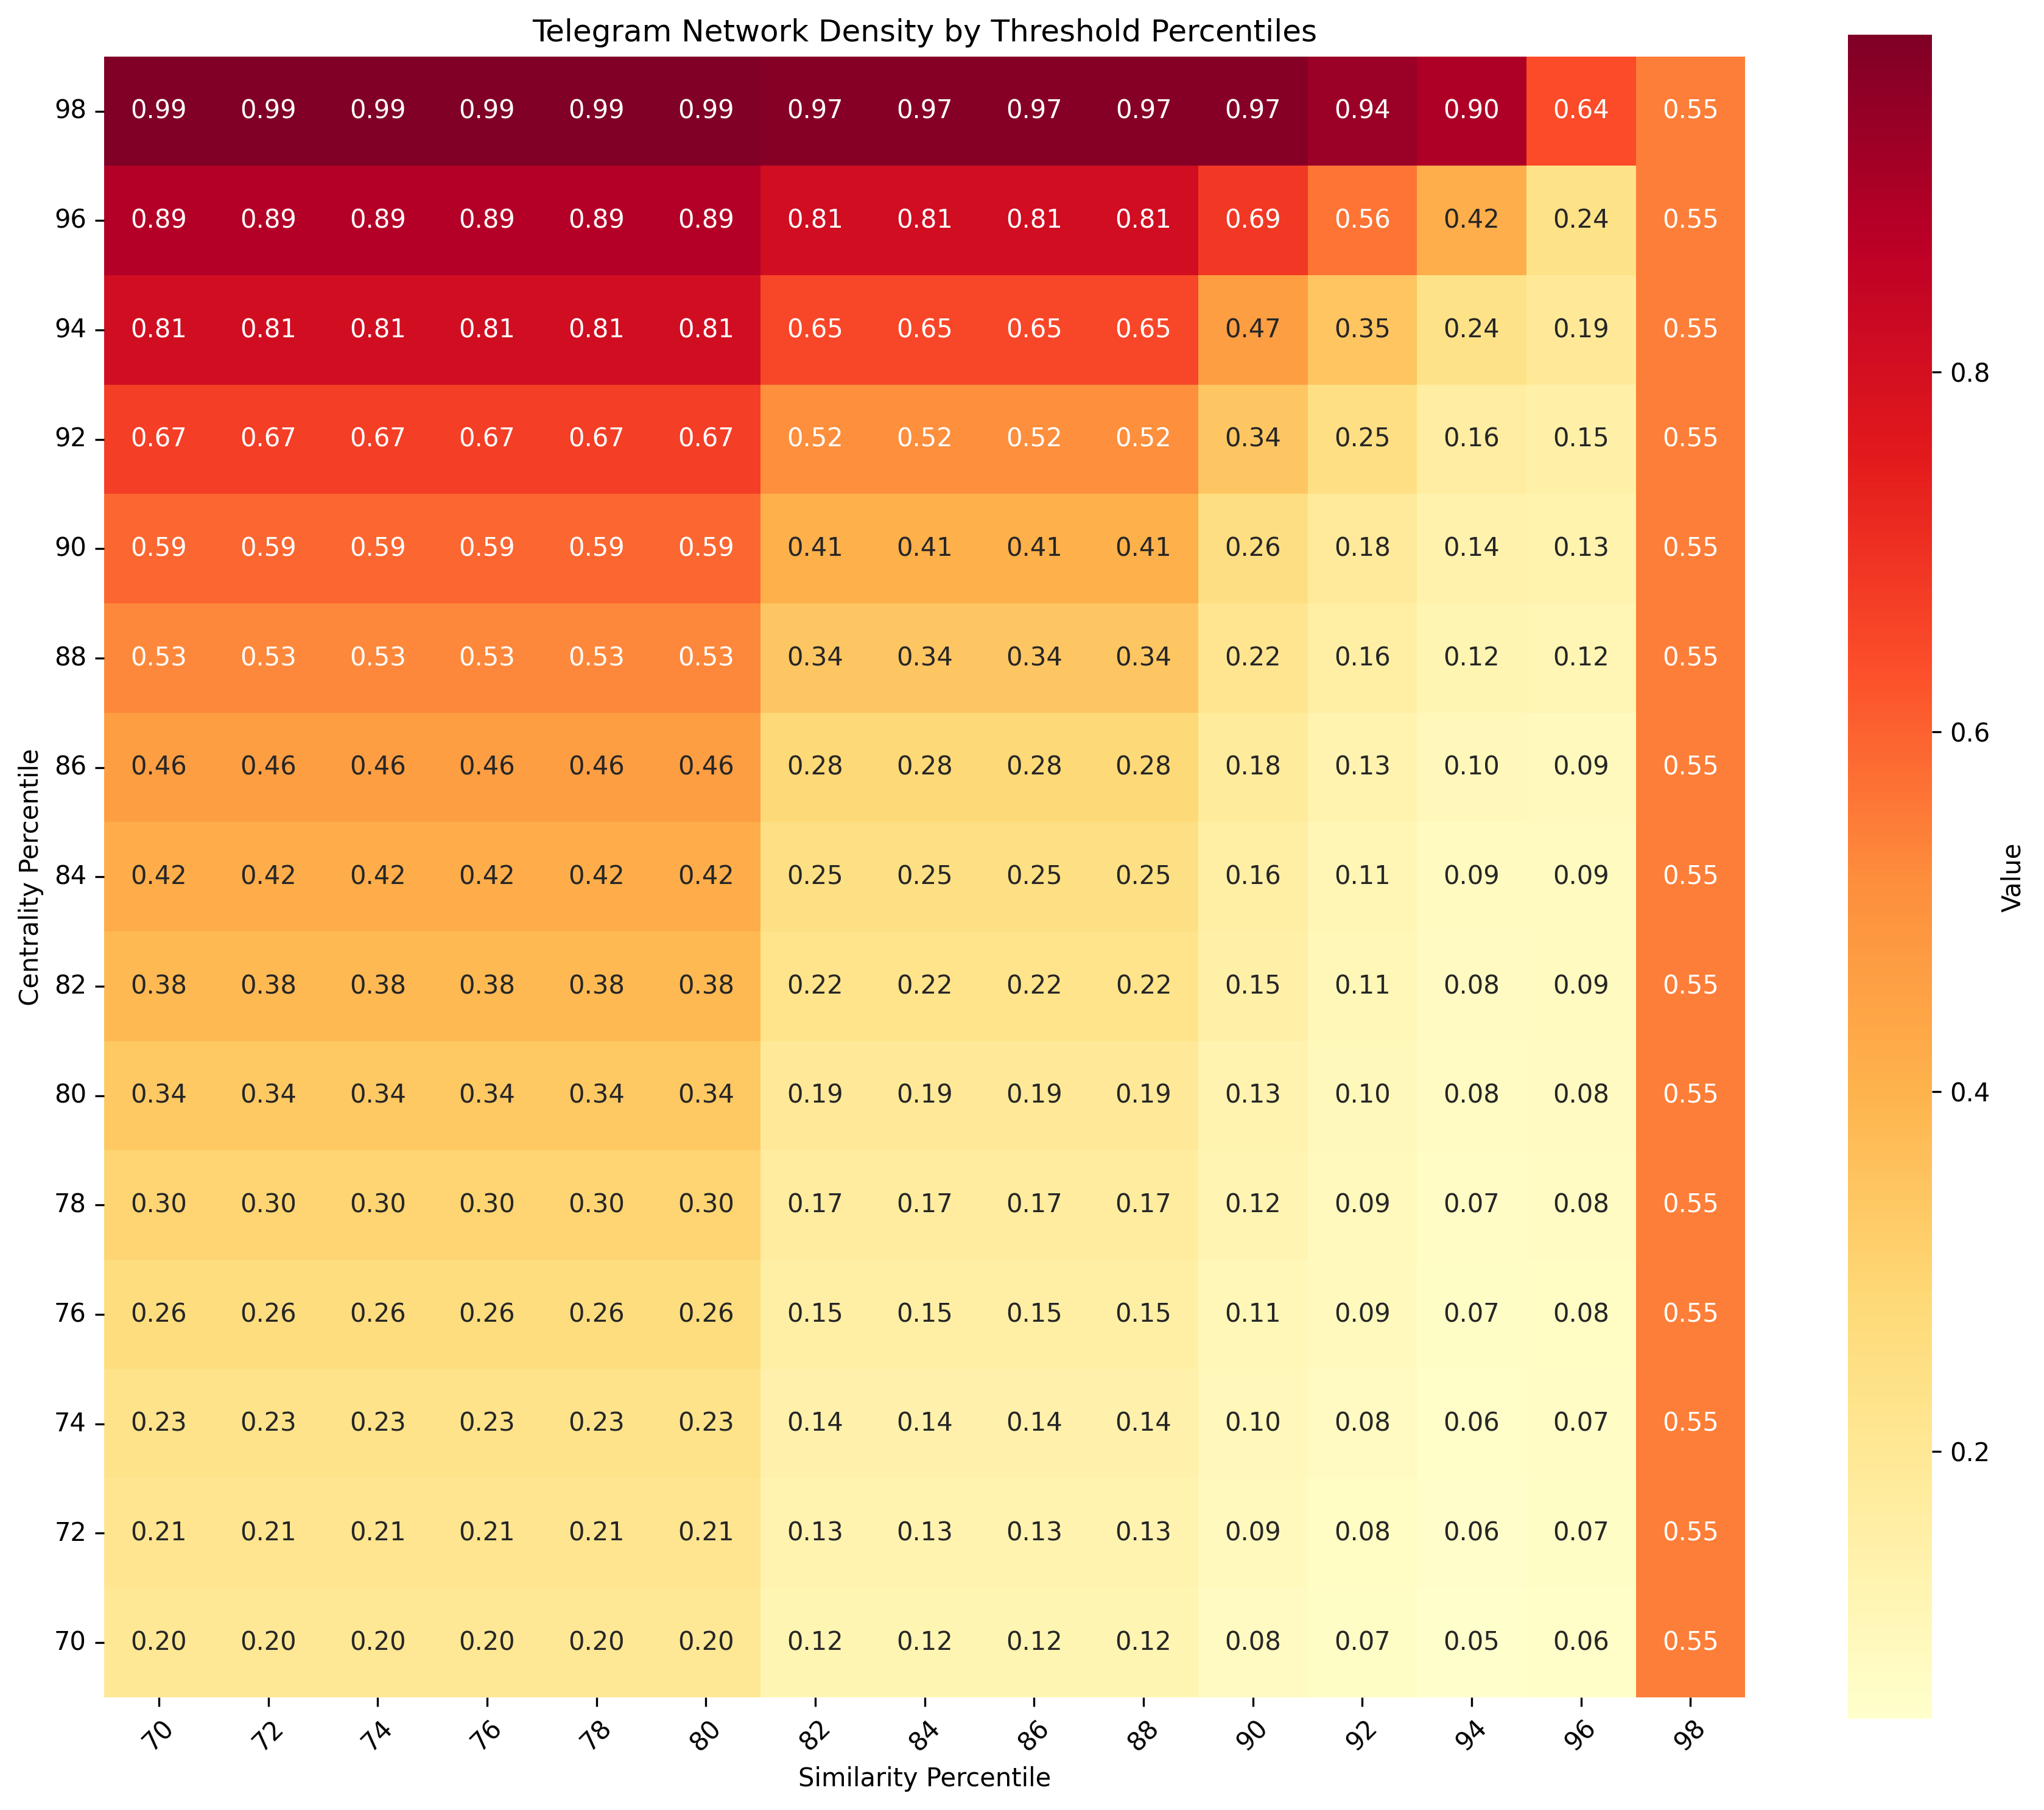 Telegram Network Density by Threshold Percentiles
98 0.99 0.99 0.99 0.99 0.99 0.99 0.97 0.97 0.97 0.97 0.97 0.94 0.90 0.64 0.55
96 0.89 0.89 0.89 0.89 0.89 0.89 0.81 0.81 0.81 0.81 0.69 0.56 0.42 0.24 0.55
94 0.81 0.81 0.81 0.81 0.81 0.81 0.65 0.65 0.65 0.65 0.47 0.35 0.24 0.19 0.55
92 0.67 0.67 0.67 0.67 0.67 0.67 0.52 0.52 0.52 0.52 0.34 0.25 0.16 0.15 0.55
90 0.59 0.59 0.59 0.59 0.59 0.59 0.41 0.41 0.41 0.41 0.26 0.18 0.14 0.13 0.55
88 0.53 0.53 0.53 0.53 0.53 0.53 0.34 0.34 0.34 0.34 0.22 0.16 0.12 0.12 0.55
86 0.46 0.46 0.46 0.46 0.46 0.46 0.28 0.28 0.28 0.28 0.18 0.13 0.10 0.09 0.55
84 0.42 0.42 0.42 0.42 0.42 0.42 0.25 0.25 0.25 0.25 0.16 0.11 0.09 0.09 0.55
82 0.38 0.38 0.38 0.38 0.38 0.38 0.22 0.22 0.22 0.22 0.15 0.11 0.08 0.09 0.55
80 0.34 0.34 0.34 0.34 0.34 0.34 0.19 0.19 0.19 0.19 0.13 0.10 0.08 0.08 0.55
78 0.30 0.30 0.30 0.30 0.30 0.30 0.17 0.17 0.17 0.17 0.12 0.09 0.07 0.08 0.55
76 0.26 0.26 0.26 0.26 0.26 0.26 0.15 0.15 0.15 0.15 0.11 0.09 0.07 0.08 0.55
74 0.23 0.23 0.23 0.23 0.23 0.23 0.14 0.14 0.14 0.14 0.10 0.08 0.06 0.07 0.55
72 0.21 0.21 0.21 0.21 0.21 0.21 0.13 0.13 0.13 0.13 0.09 0.08 0.06 0.07 0.55
70 0.20 0.20 0.20 0.20 0.20 0.20 0.12 0.12 0.12 0.12 0.08 0.07 0.05 0.06 0.55
70 72 74 76 78 80 82 84 86 88 90 92 94 96 98
Similarity Percentile
Centrality Percentile
0.8
0.6
0.4
0.2
Value